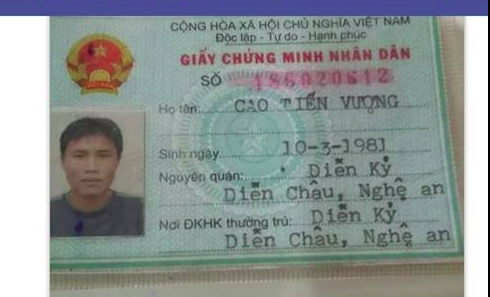 CỘNG HÒA XÃ HỘI CHỦ NGHĨA VIỆT NAM
Độc lập - Tự do - Hạnh phúc
GIẤY CHỨNG MINH NHÂN DÂN
SỐ 186020612
Họ tên: CAO TIẾN VƯỢNG
Sinh ngày 10-3-1981
Nguyên quán: Diễn Kỷ
Diễn Châu, Nghệ an
Nơi ĐKHK thường trú: Diễn Kỷ
Diễn Châu, Nghệ an